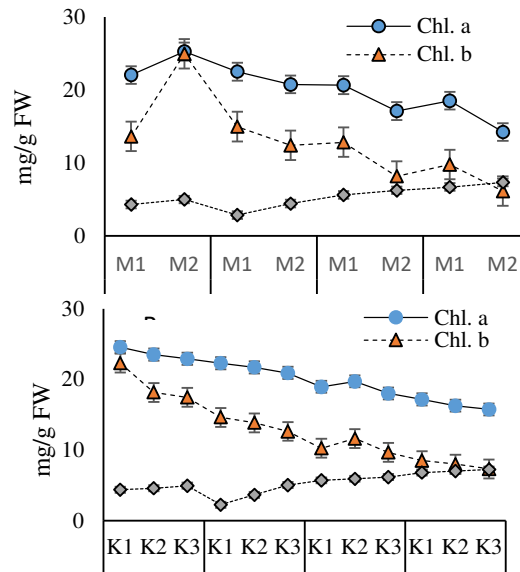 30
Chl. a
Chl. b
20
10
0
mg/g FW
M1 M2 M1 M2 M1 M2 M1 M2
30
Chl. a
Chl. b
20
10
0
mg/g FW
K1 K2 K3 K1 K2 K3 K1 K2 K3 K1 K2 K3